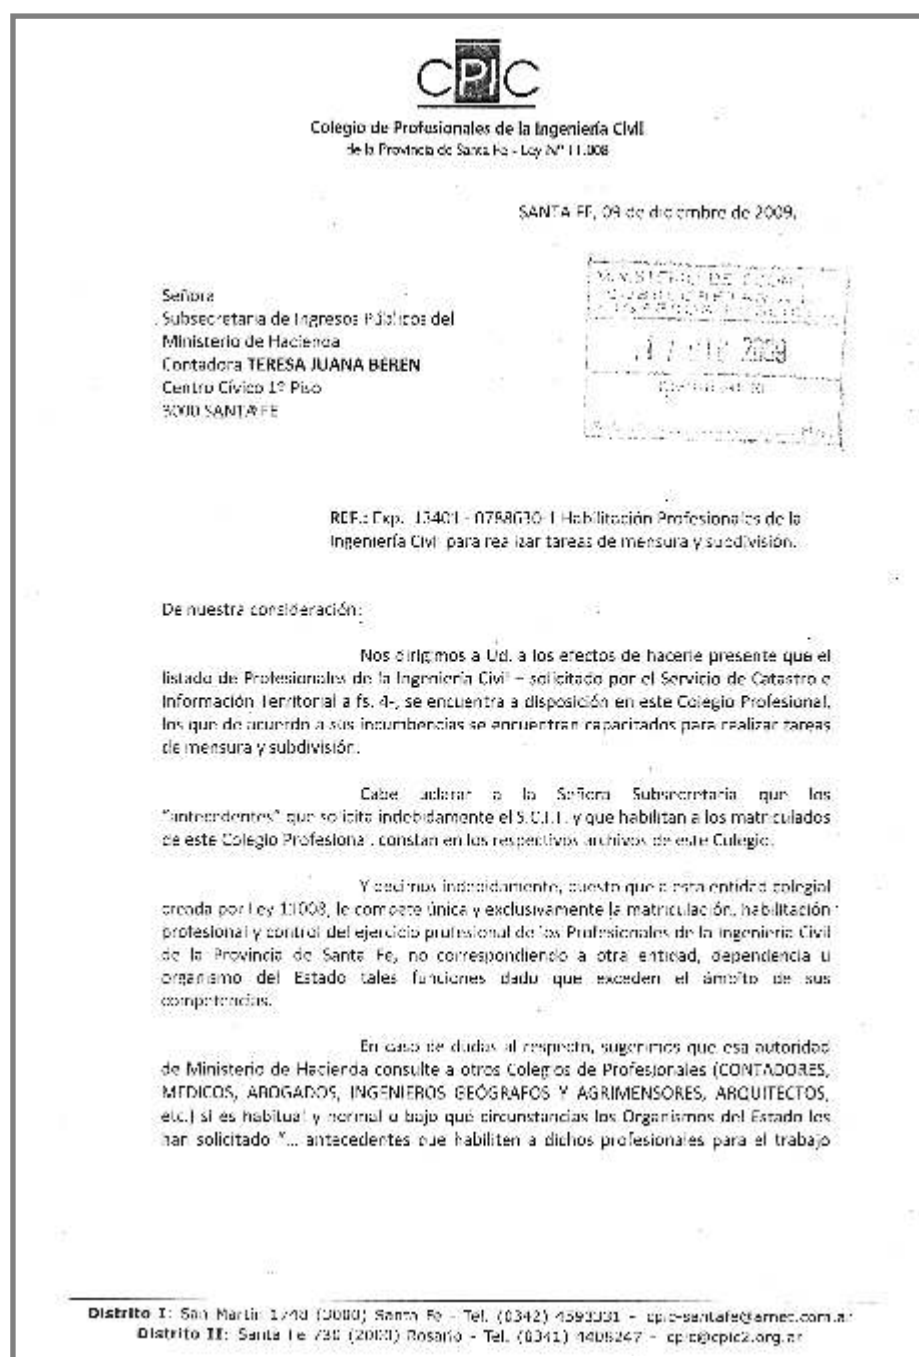 CPIC
Colegio de Profesionales de la Ingeniería Civil
de la Provincia de Santa Fe - Ley Nº 11.008
SANTA FE, 09 de diciembre de 2009.
Señora
Subsecretaria de Ingresos Públicos del
Ministerio de Hacienda
Contadora TERESA JUANA BEREN
Centro Cívico 1º Piso
3000 SANTA FE
MINISTERIO DE
2009
REF.: Exp. 13401 - 0788630-1 Habilitación Profesionales de la
Ingeniería Civil para realizar tareas de mensura y subdivisión.
De nuestra consideración:
Nos dirigimos a Ud. a los efectos de hacerle presente que el
listado de Profesionales de la Ingeniería Civil – solicitado por el Servicio de Catastro e
Información Territorial a fs. 4-, se encuentra a disposición en este Colegio Profesional,
los que de acuerdo a sus incumbencias se encuentran capacitados para realizar tareas
de mensura y subdivisión.
Cabe aclarar a la Señora Subsecretaria que los
"antecedentes" que solicita indebidamente el S.C.I.T. y que habilitan a los matriculados
de este Colegio Profesional, constan en los respectivos archivos de este Colegio.
Y decimos indebidamente, puesto que a esta entidad colegial
creada por Ley 11008, le compete única y exclusivamente la matriculación, habilitación
profesional y control del ejercicio profesional de los Profesionales de la Ingeniería Civil
de la Provincia de Santa Fe, no correspondiendo a otra entidad, dependencia u
organismo del Estado tales funciones dado que exceden el ámbito de sus
competencias.
En caso de dudas al respecto, sugerimos que esa autoridad
de Ministerio de Hacienda consulte a otros Colegios de Profesionales (CONTADORES,
MEDICOS, ABOGADOS, INGENIEROS GEÓGRAFOS Y AGRIMENSORES, ARQUITECTOS,
etc.) si es habitual y normal o bajo qué circunstancias los Organismos del Estado les
han solicitado "... antecedentes que habiliten a dichos profesionales para el trabajo
Distrito I: San Martín 1748 (3000) Santa Fe - Tel. (0342) 4593331 - cpic-santafe@arnet.com.ar
Distrito II: Santa Fe 730 (2000) Rosario - Tel. (0341) 4408247 - cpic@cpic2.org.ar